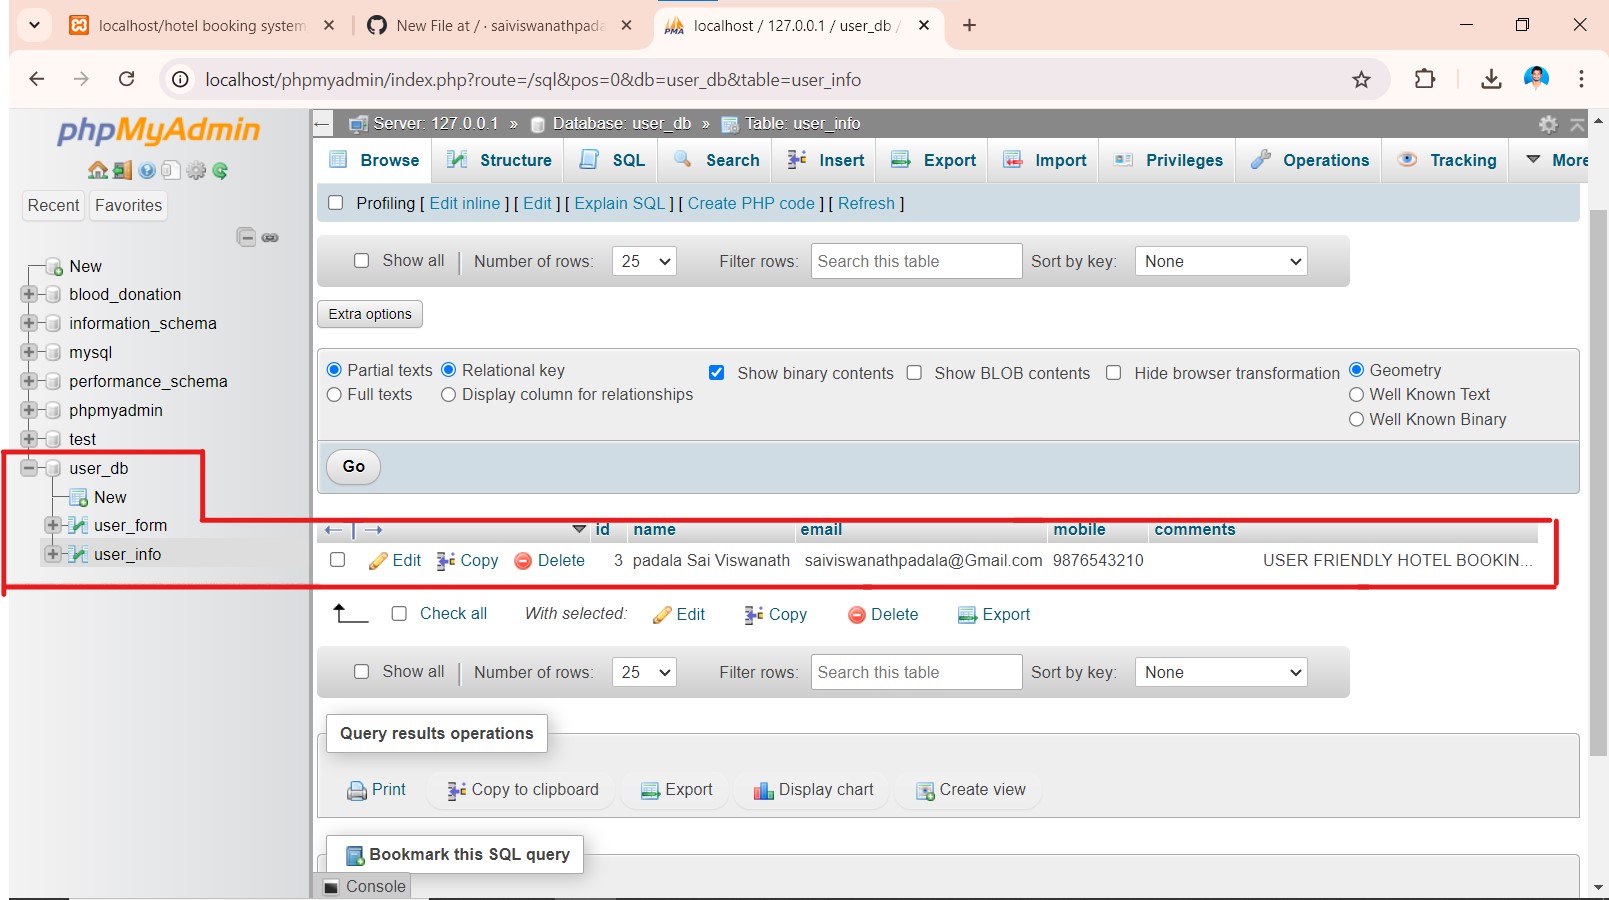 localhost/hotel booking system
New File at / · saiviswanathpada
localhost / 127.0.0.1 / user_db /
localhost/phpmyadmin/index.php?route=/sql&pos=0&db=user_db&table=user_info
phpMyAdmin
Recent Favorites
New
blood_donation
information_schema
mysql
performance_schema
phpmyadmin
test
user_db
New
user_form
user_info
Server: 127.0.0.1 » Database: user_db » Table: user_info
Browse Structure SQL Search Insert Export Import Privileges Operations Tracking More
Profiling [ Edit inline ] [ Edit ] [ Explain SQL ] [ Create PHP code ] [ Refresh ]
Show all Number of rows: 25 Filter rows: Search this table Sort by key: None
Extra options
Partial texts Relational key Show binary contents Show BLOB contents Hide browser transformation Geometry
Full texts Display column for relationships Well Known Text
Well Known Binary
Go
← | → id name email mobile comments
Edit Copy Delete 3 padala Sai Viswanath saiviswanathpadala@Gmail.com 9876543210 USER FRIENDLY HOTEL BOOKIN...
Check all With selected: Edit Copy Delete Export
Show all Number of rows: 25 Filter rows: Search this table Sort by key: None
Query results operations
Print Copy to clipboard Export Display chart Create view
Bookmark this SQL query
Console